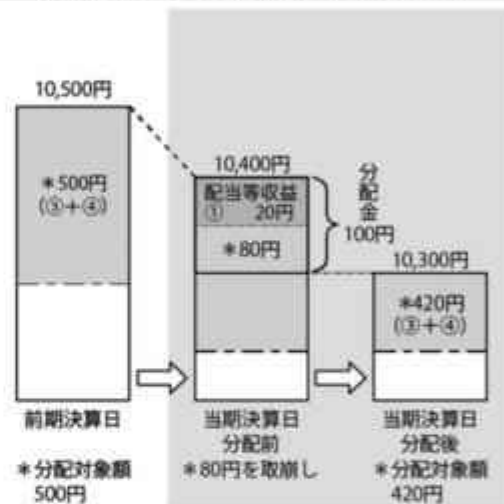 10,500円
*500円
(③+④)
前期決算日
*分配対象額
500円
10,400円
配当等収益
① 20円
*80円
分配金
100円
当期決算日
分配前
*80円を取崩し
10,300円
*420円
(③+④)
当期決算日
分配後
*分配対象額
420円